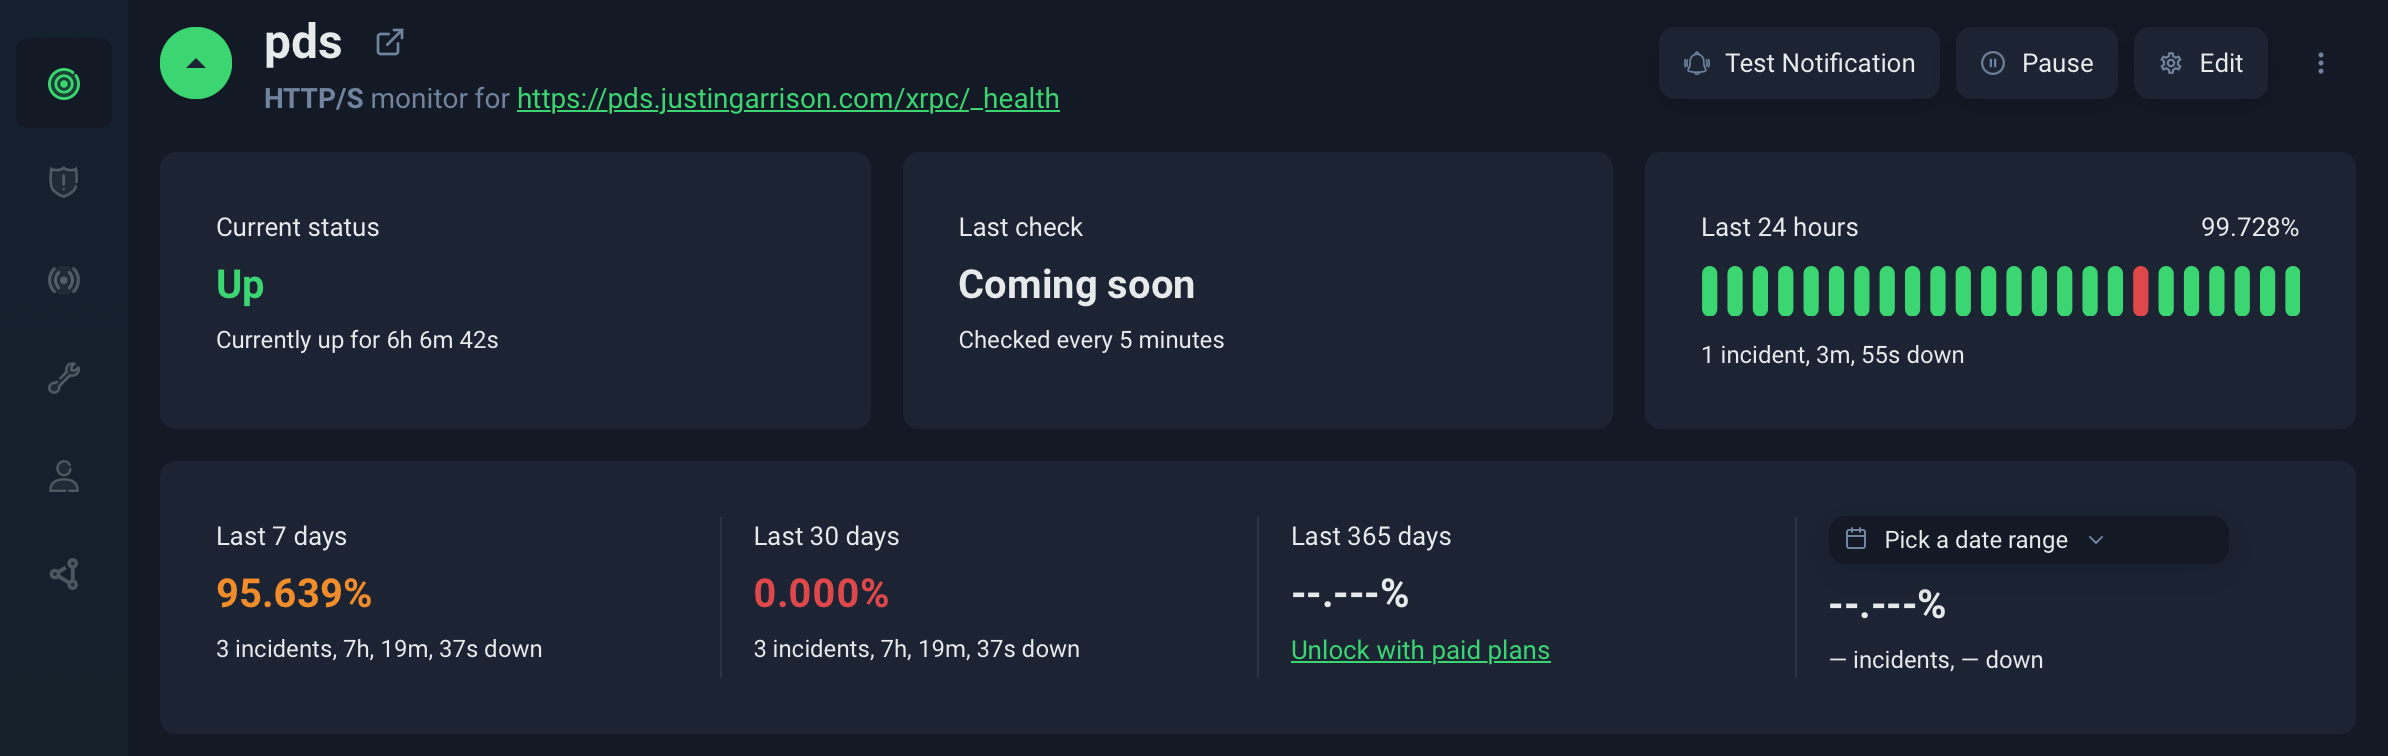 pds
HTTP/S monitor for https://pds.justingarrison.com/xrpc/_health
Test Notification
Pause
Edit
Current status
Up
Currently up for 6h 6m 42s
Last check
Coming soon
Checked every 5 minutes
Last 24 hours 99.728%
1 incident, 3m, 55s down
Last 7 days
95.639%
3 incidents, 7h, 19m, 37s down
Last 30 days
0.000%
3 incidents, 7h, 19m, 37s down
Last 365 days
--.---%
Unlock with paid plans
Pick a date range
--.---%
— incidents, — down